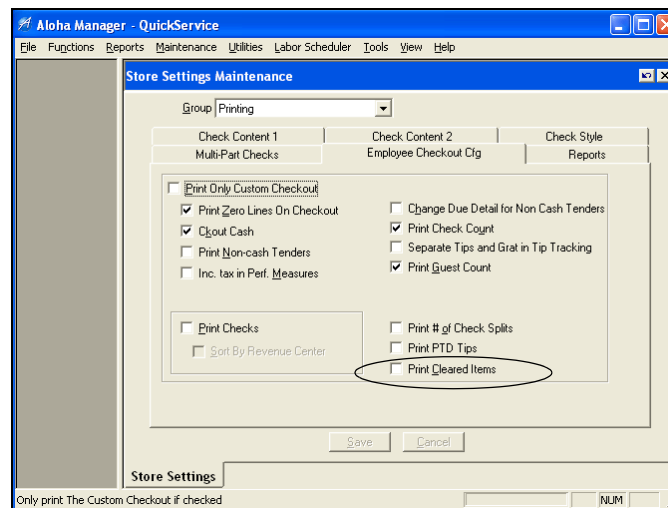 Aloha Manager - QuickService
File Functions Reports Maintenance Utilities Labor Scheduler Tools View Help
Store Settings Maintenance
Group Printing
Check Content 1 Check Content 2 Check Style
Multi-Part Checks Employee Checkout Cfg Reports
Print Only Custom Checkout
Print Zero Lines On Checkout Change Due Detail for Non Cash Tenders
Ckout Cash Print Check Count
Print Non-cash Tenders Separate Tips and Grat in Tip Tracking
Inc. tax in Perf. Measures Print Guest Count
Print Checks Print # of Check Splits
Sort By Revenue Center Print PTD Tips
Print Cleared Items
Save Cancel
Store Settings
Only print The Custom Checkout if checked NUM